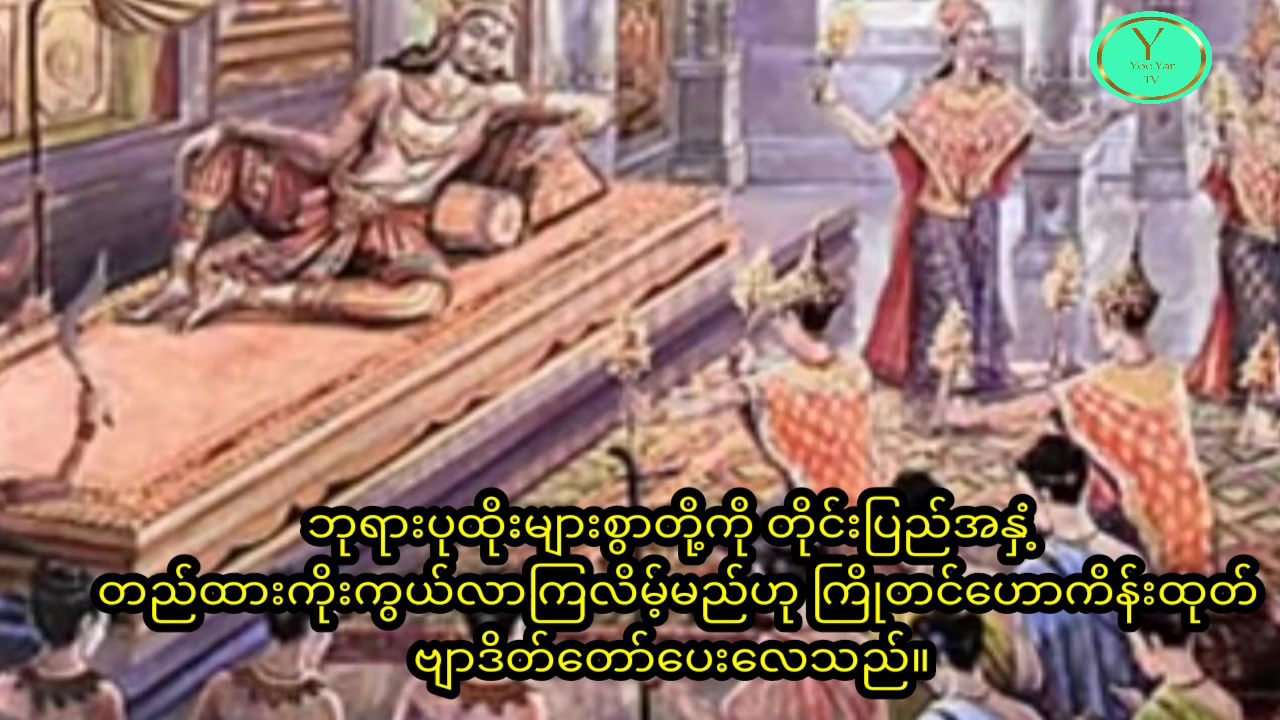 Y
Yoe Yar
TV
ဘုရားပုထိုးများစွာတို့ကို တိုင်းပြည်အနှံ့
တည်ထားကိုးကွယ်လာကြလိမ့်မည်ဟု ကြိုတင်ဟောကိန်းထုတ်
ဗျာဒိတ်တော်ပေးလေသည်။